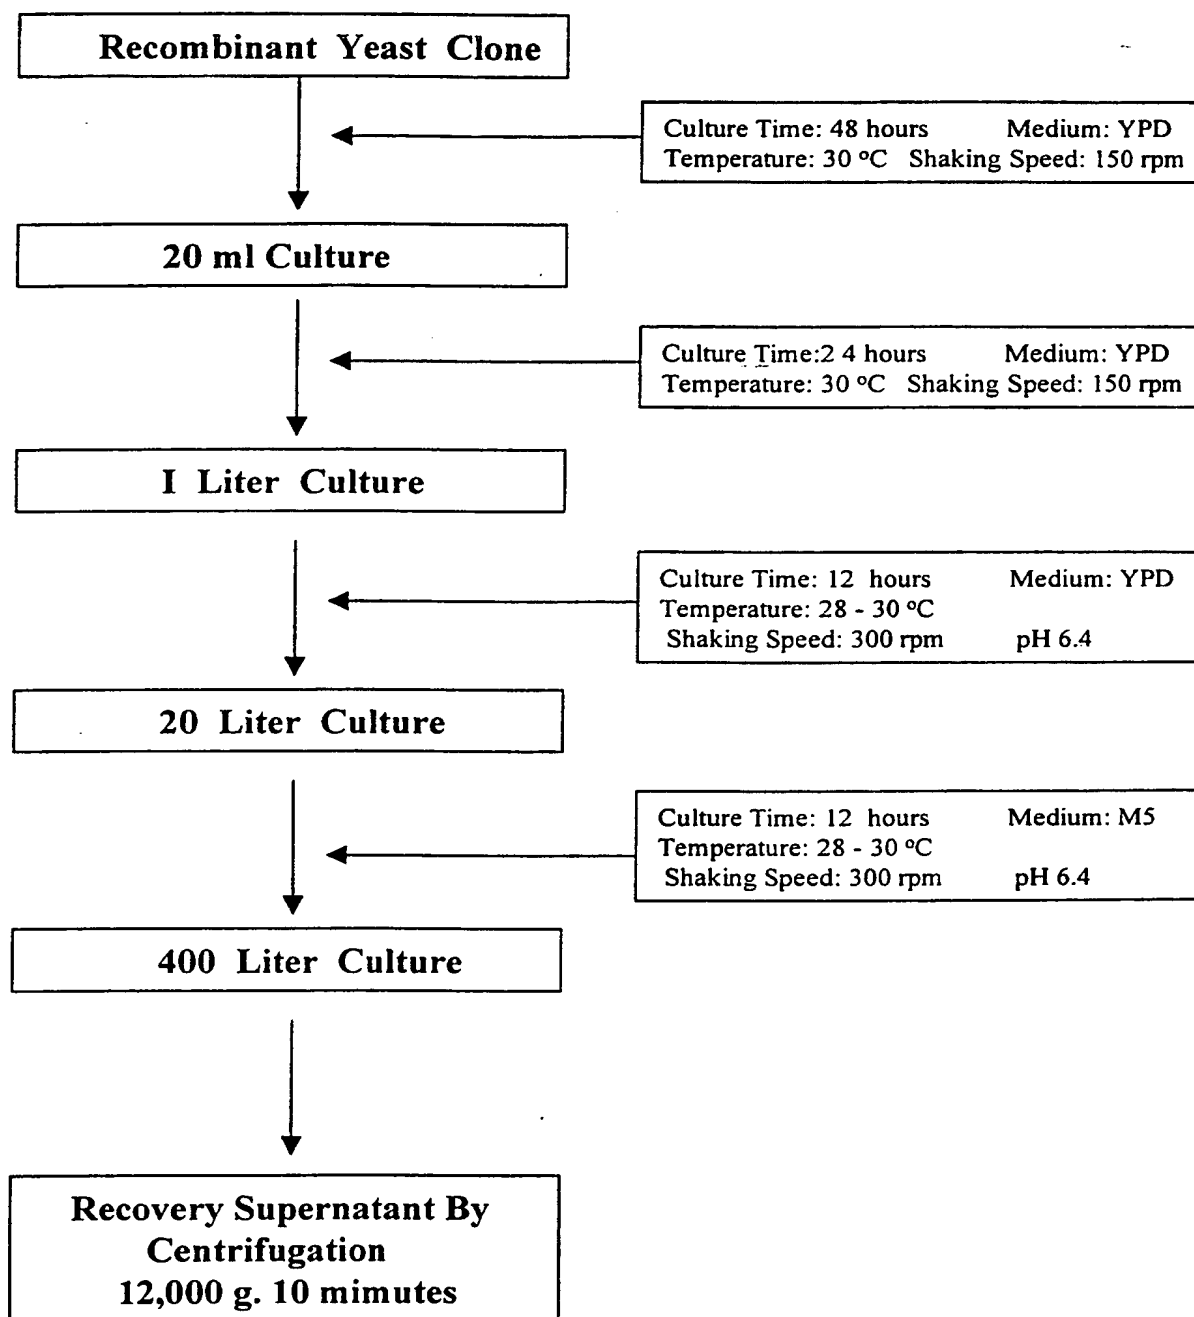 Recombinant Yeast Clone
Culture Time: 48 hours Medium: YPD
Temperature: 30 ºC Shaking Speed: 150 rpm
20 ml Culture
Culture Time:2 4 hours Medium: YPD
Temperature: 30 ºC Shaking Speed: 150 rpm
I Liter Culture
Culture Time: 12 hours Medium: YPD
Temperature: 28 - 30 ºC
Shaking Speed: 300 rpm pH 6.4
20 Liter Culture
Culture Time: 12 hours Medium: M5
Temperature: 28 - 30 ºC
Shaking Speed: 300 rpm pH 6.4
400 Liter Culture
Recovery Supernatant By
Centrifugation
12,000 g. 10 mimutes